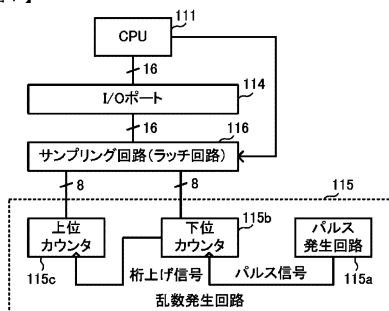 CPU
111
16
I/Oポート
114
16
116
サンプリング回路(ラッチ回路)
8
8
115
上位
カウンタ
下位
カウンタ
115b
パルス
発生回路
115c
桁上げ信号
パルス信号
115a
乱数発生回路